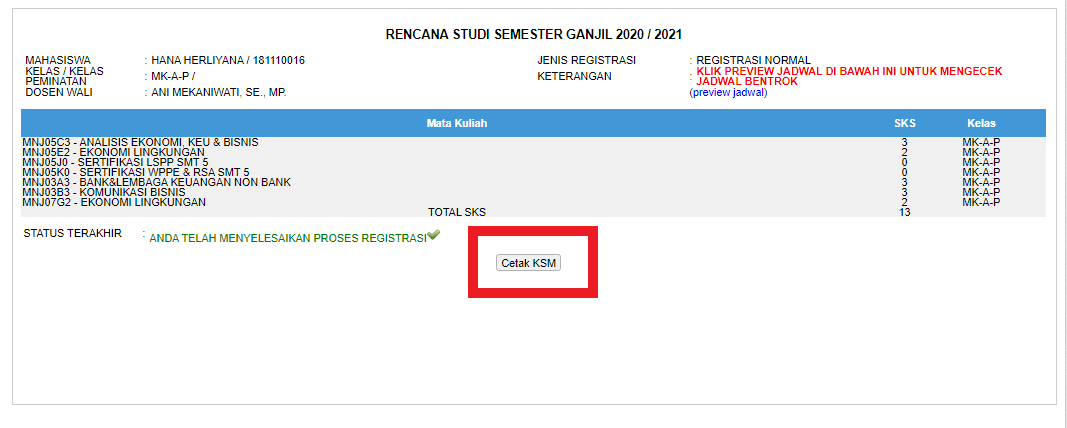 RENCANA STUDI SEMESTER GANJIL 2020 / 2021
MAHASISWA : HANA HERLIYANA / 181110016 JENIS REGISTRASI : REGISTRASI NORMAL
KELAS / KELAS PEMINATAN : MK-A-P / KETERANGAN : KLIK PREVIEW JADWAL DI BAWAH INI UNTUK MENGECEK JADWAL BENTROK
DOSEN WALI : ANI MEKANIWATI, SE., MP. (preview jadwal)
Mata Kuliah SKS Kelas
MNJ05C3 - ANALISIS EKONOMI, KEU & BISNIS 3 MK-A-P
MNJ05E2 - EKONOMI LINGKUNGAN 2 MK-A-P
MNJ05J0 - SERTIFIKASI LSPP SMT 5 0 MK-A-P
MNJ05K0 - SERTIFIKASI WPPE & RSA SMT 5 0 MK-A-P
MNJ03A3 - BANK&LEMBAGA KEUANGAN NON BANK 3 MK-A-P
MNJ03B3 - KOMUNIKASI BISNIS 3 MK-A-P
MNJ07G2 - EKONOMI LINGKUNGAN 2 MK-A-P
TOTAL SKS 13
STATUS TERAKHIR : ANDA TELAH MENYELESAIKAN PROSES REGISTRASI
Cetak KSM